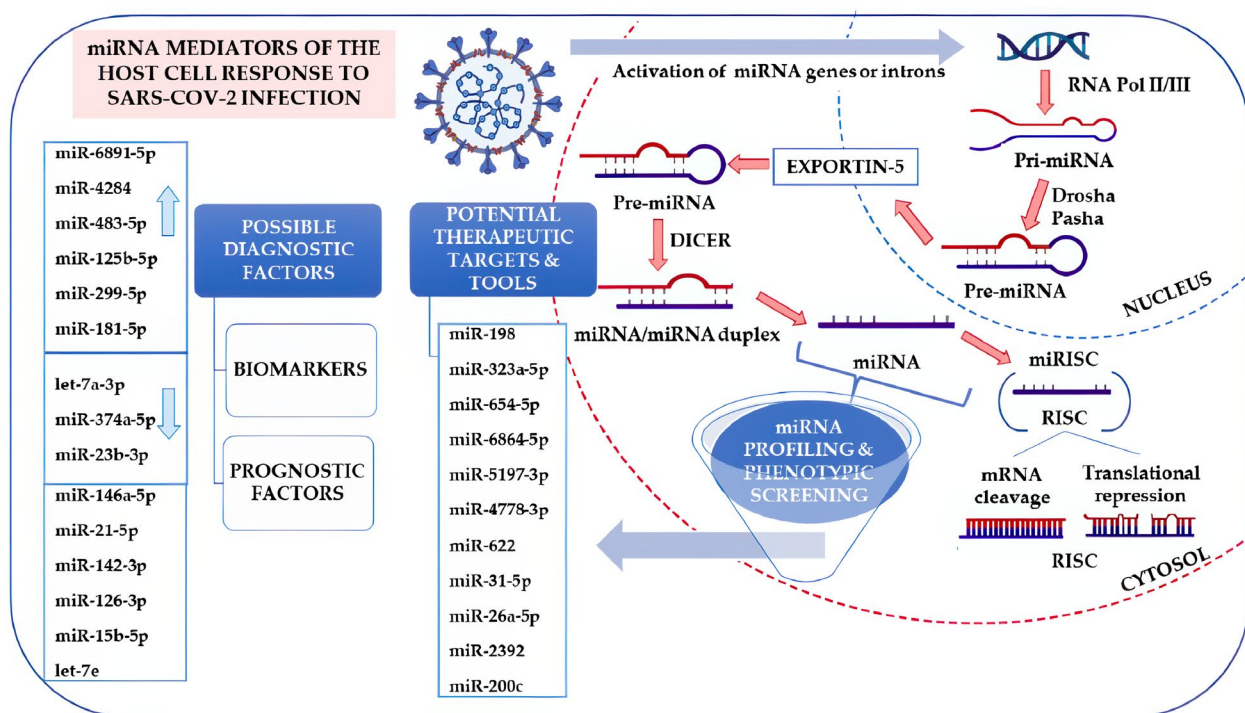 miRNA MEDIATORS OF THE
HOST CELL RESPONSE TO
SARS-COV-2 INFECTION
miR-6891-5p
miR-4284
miR-483-5p
miR-125b-5p
miR-299-5p
miR-181-5p
let-7a-3p
miR-374a-5p
miR-23b-3p
miR-146a-5p
miR-21-5p
miR-142-3p
miR-126-3p
miR-15b-5p
let-7e
POSSIBLE
DIAGNOSTIC
FACTORS
BIOMARKERS
PROGNOSTIC
FACTORS
POTENTIAL
THERAPEUTIC
TARGETS &
TOOLS
miR-198
miR-323a-5p
miR-654-5p
miR-6864-5p
miR-5197-3p
miR-4778-3p
miR-622
miR-31-5p
miR-26a-5p
miR-2392
miR-200c
Activation of miRNA genes or introns
RNA Pol II/III
Pri-miRNA
Drosha
Pasha
Pre-miRNA
NUCLEUS
EXPORTIN-5
Pre-miRNA
DICER
miRNA/miRNA duplex
miRNA
miRISC
RISC
mRNA
cleavage
Translational
repression
RISC
CYTOSOL
miRNA
PROFILING &
PHENOTYPIC
SCREENING